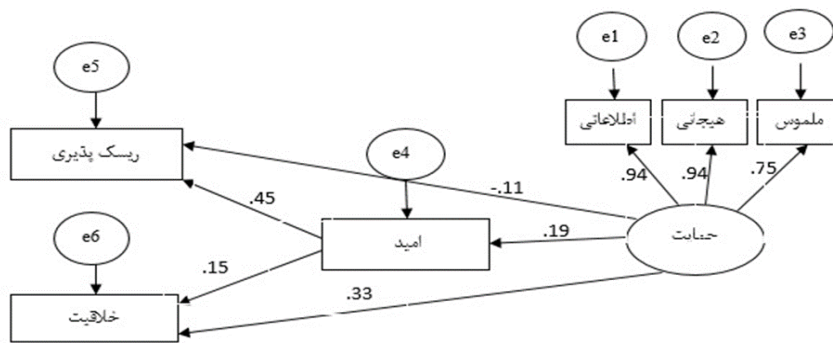 e1
e2
e3
e5
اطلاعاتی
هیجانی
ملموس
ریسک پذیری
e4
.94
.94
.75
-.11
.45
حمایت
امید
.19
e6
.15
.33
خلاقیت